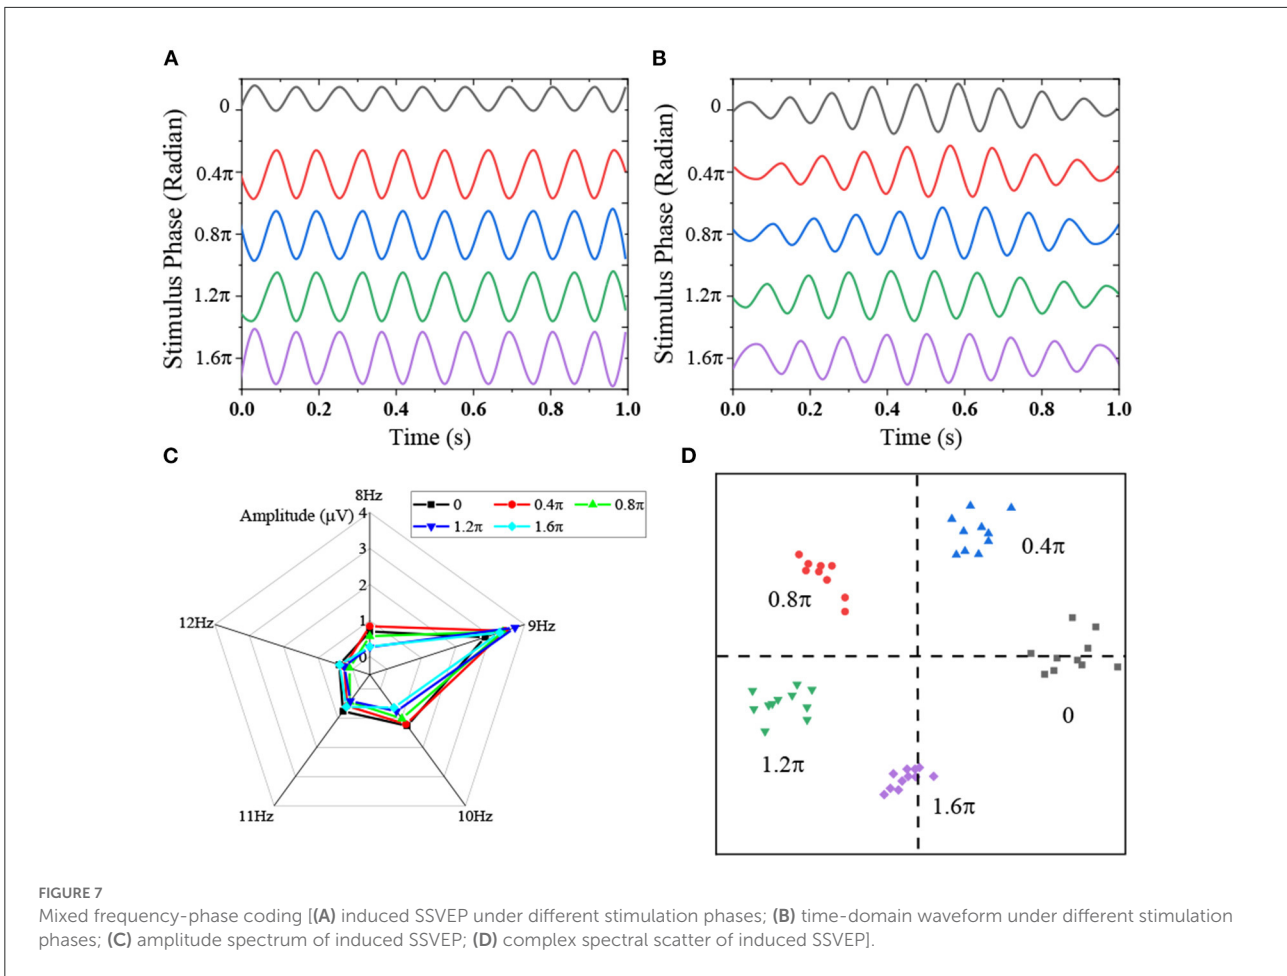 A
B
Stimulus Phase (Radian)
0
0.4π
0.8π
1.2π
1.6π
0.0 0.2 0.4 0.6 0.8 1.0
Time (s)
Stimulus Phase (Radian)
0
0.4π
0.8π
1.2π
1.6π
0.0 0.2 0.4 0.6 0.8 1.0
Time (s)
C
8Hz
Amplitude (μV)
4
3
2
1
0
9Hz
10Hz
11Hz
12Hz
0 0.4π 0.8π
1.2π 1.6π
D
0.4π
0.8π
0
1.2π
1.6π
FIGURE 7
Mixed frequency-phase coding [(A) induced SSVEP under different stimulation phases; (B) time-domain waveform under different stimulation
phases; (C) amplitude spectrum of induced SSVEP; (D) complex spectral scatter of induced SSVEP].